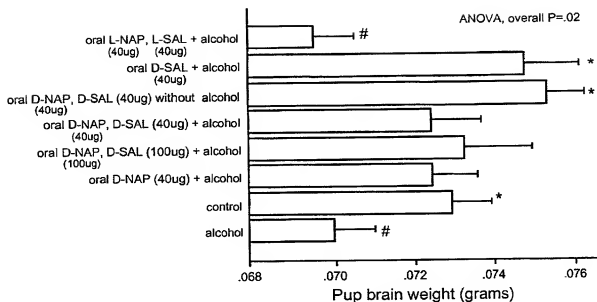 ANOVA, overall P=.02
oral L-NAP, L-SAL + alcohol #
(40ug) (40ug)
oral D-SAL + alcohol *
(40ug)
oral D-NAP, D-SAL (40ug) without alcohol *
(40ug)
oral D-NAP, D-SAL (40ug) + alcohol
(40ug)
oral D-NAP, D-SAL (100ug) + alcohol
(100ug)
oral D-NAP (40ug) + alcohol
control *
alcohol #
.068 .070 .072 .074 .076
Pup brain weight (grams)